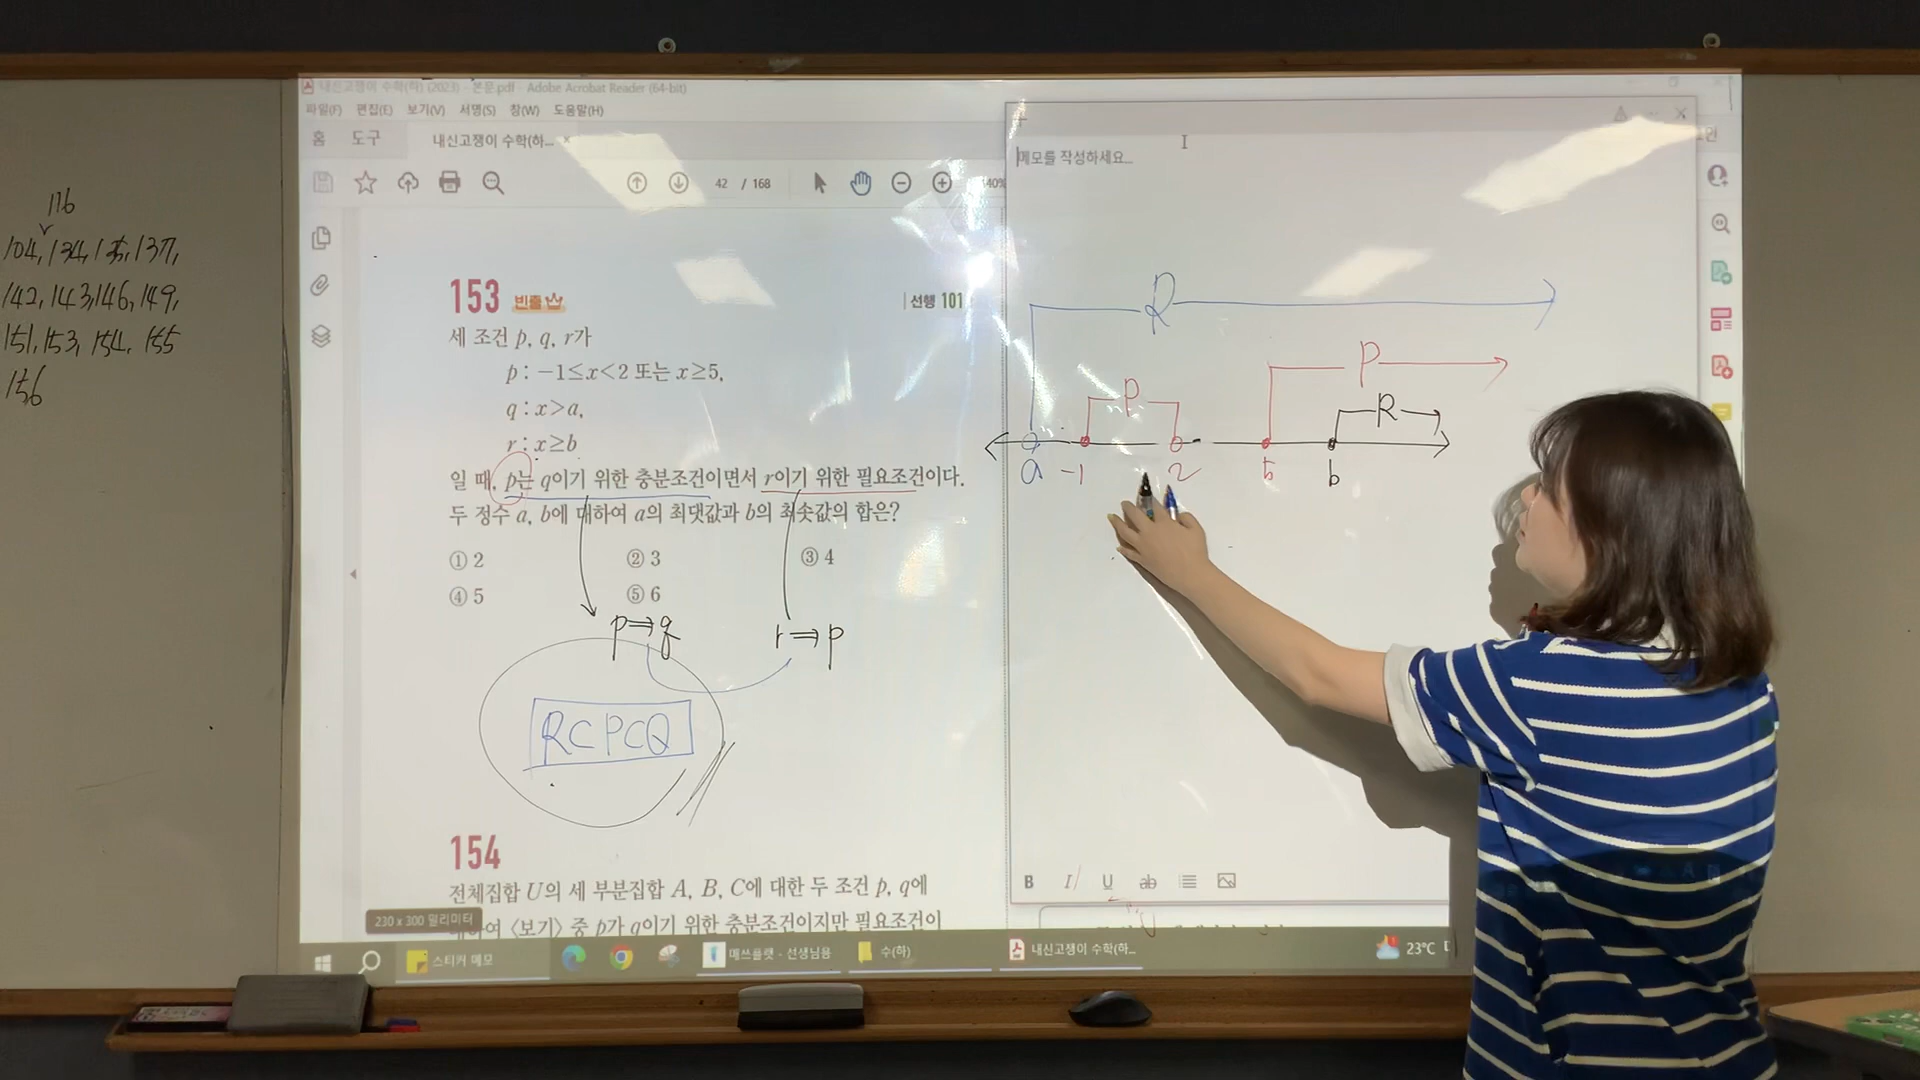 116
104, 134, 135, 137,
142, 143, 146, 149,
151, 153, 154, 155
156
내신고쟁이 수학(하) (2023) - 본문.pdf - Adobe Acrobat Reader (64-bit)
파일(F) 편집(E) 보기(V) 서명(S) 창(W) 도움말(H)
홈 도구 내신고쟁이 수학(하... ×
42 / 168
메모를 작성하세요...
153 빈출 선행 101
세 조건 p, q, r가
p : −1≤x<2 또는 x≥5,
q : x>a,
r : x≥b
일 때, p는 q이기 위한 충분조건이면서 r이기 위한 필요조건이다.
두 정수 a, b에 대하여 a의 최댓값과 b의 최솟값의 합은?
① 2 ② 3 ③ 4
④ 5 ⑤ 6
p⇒q r⇒p
R⊂P⊂Q
R
P P
R
a -1 2 5 b
154
전체집합 U의 세 부분집합 A, B, C에 대한 두 조건 p, q에
하여 〈보기〉 중 p가 q이기 위한 충분조건이지만 필요조건이
230 x 300 밀리미터
B I U ab
스티커 메모 메쓰플랫 - 선생님용 수(하) 내신고쟁이 수학(하... 23°C